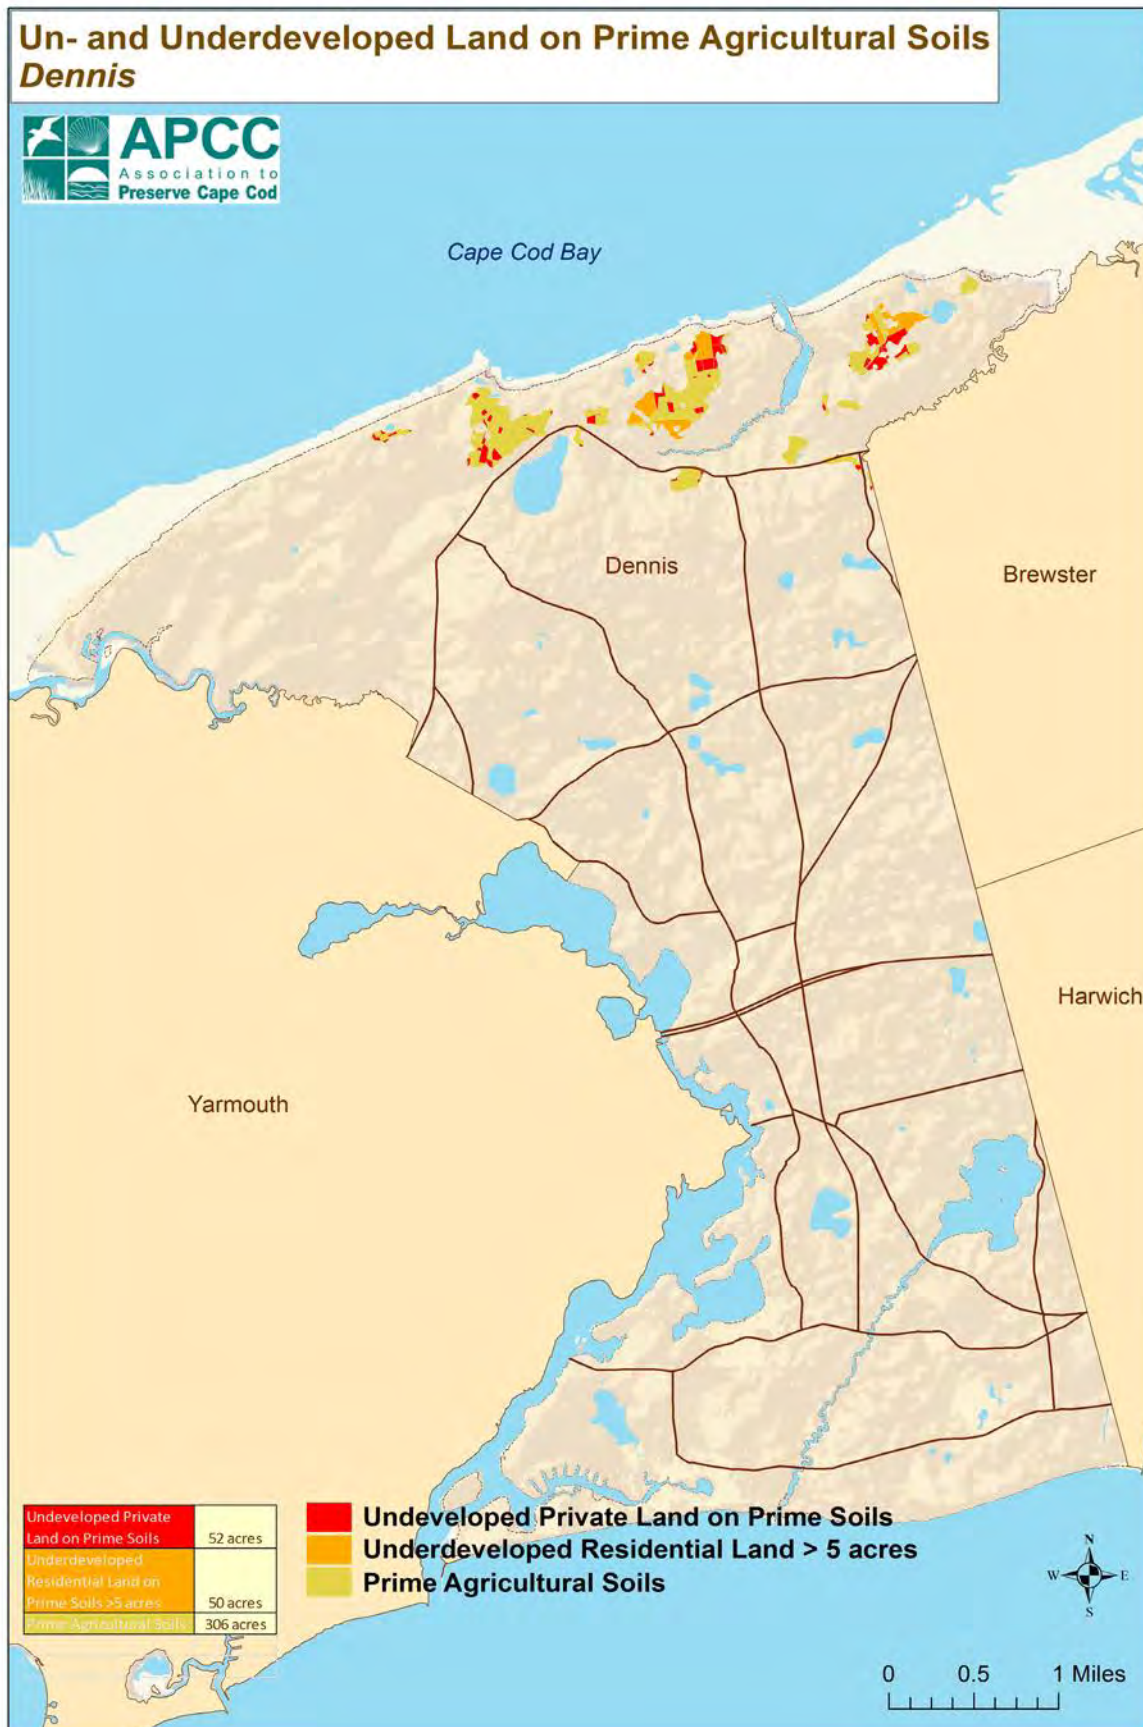 Un- and Underdeveloped Land on Prime Agricultural Soils
Dennis
APCC
Association to
Preserve Cape Cod
Cape Cod Bay
Dennis
Brewster
Harwich
Yarmouth
Undeveloped Private
Land on Prime Soils 52 acres
Underdeveloped
Residential Land on
Prime Soils >5 acres 50 acres
Prime Agricultural Soils 306 acres
Undeveloped Private Land on Prime Soils
Underdeveloped Residential Land > 5 acres
Prime Agricultural Soils
N
W E
S
0 0.5 1 Miles